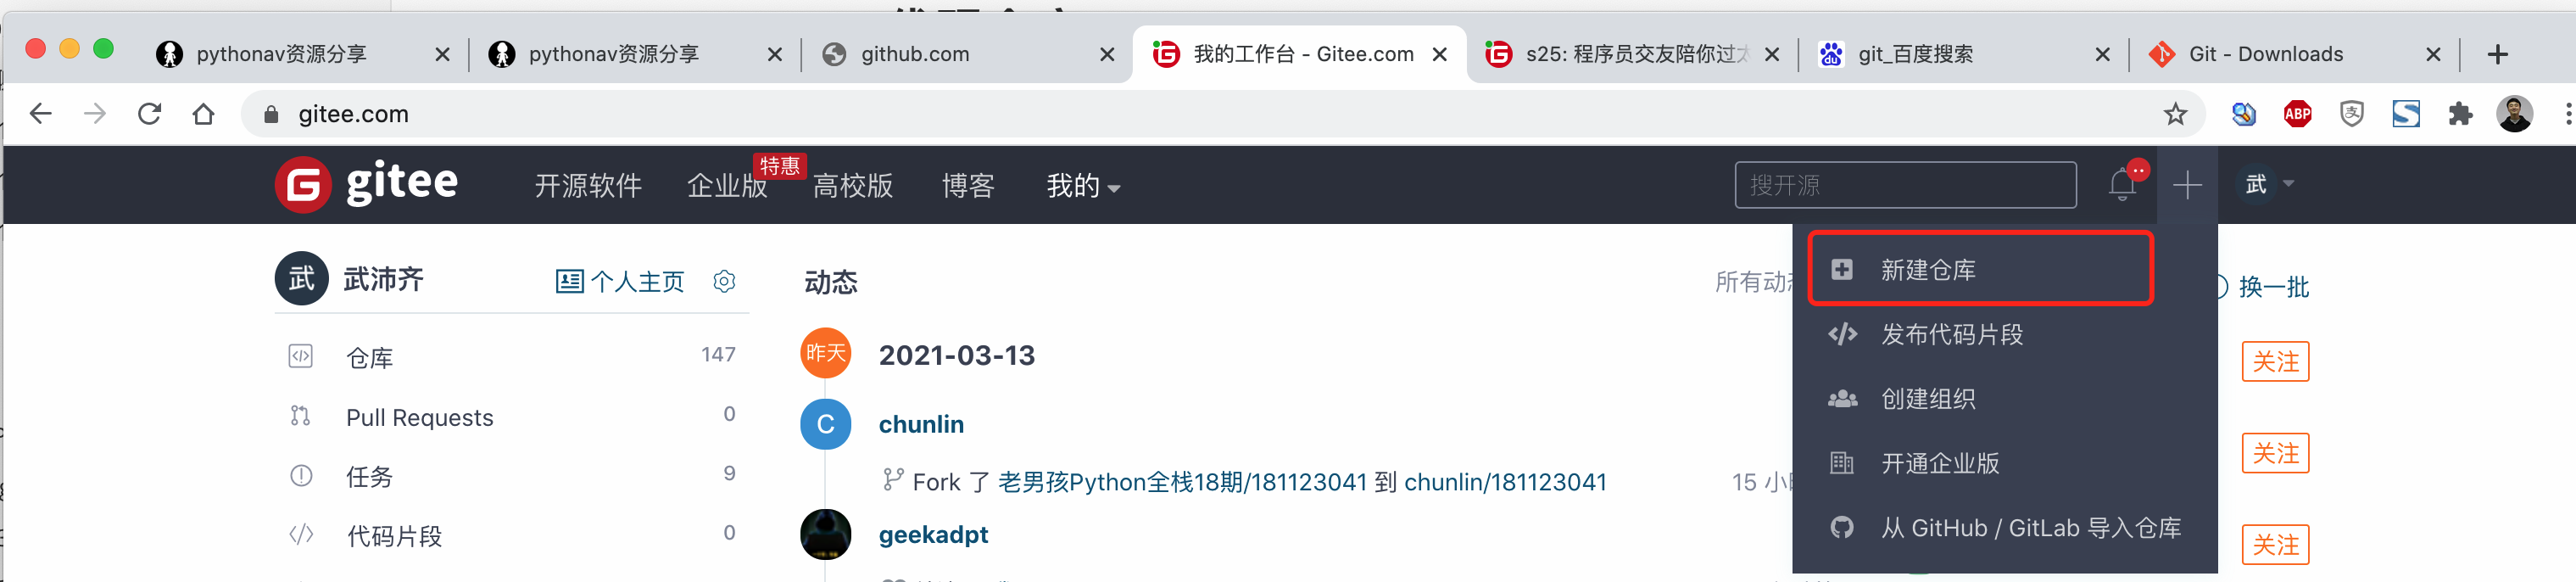 pythonav资源分享
pythonav资源分享
github.com
我的工作台 - Gitee.com
s25: 程序员交友陪你过
git_百度搜索
Git - Downloads
gitee.com
ABP
支
gitee
开源软件
企业版
特惠
高校版
博客
我的
搜开源
武
武
武沛齐
个人主页
动态
所有动
新建仓库
换一批
仓库
147
昨天
2021-03-13
发布代码片段
关注
Pull Requests
0
C
chunlin
创建组织
任务
9
Fork 了 老男孩Python全栈18期/181123041 到 chunlin/181123041
15 小
开通企业版
关注
代码片段
0
geekadpt
从 GitHub / GitLab 导入仓库
关注